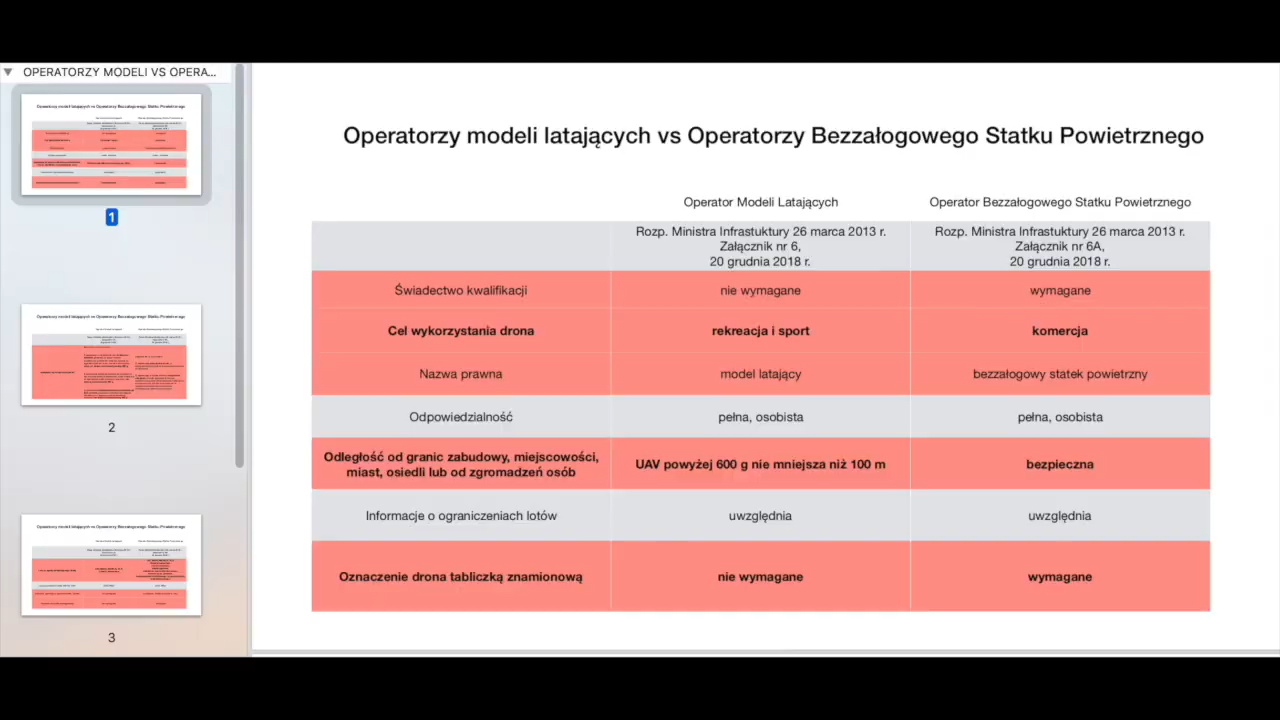 OPERATORZY MODELI VS OPERA...
1
2
3
Operatorzy modeli latających vs Operatorzy Bezzałogowego Statku Powietrznego
Operator Modeli Latających
Operator Bezzałogowego Statku Powietrznego
Rozp. Ministra Infrastuktury 26 marca 2013 r.
Załącznik nr 6,
20 grudnia 2018 r.
Rozp. Ministra Infrastuktury 26 marca 2013 r.
Załącznik nr 6A,
20 grudnia 2018 r.
Świadectwo kwalifikacji
nie wymagane
wymagane
Cel wykorzystania drona
rekreacja i sport
komercja
Nazwa prawna
model latający
bezzałogowy statek powietrzny
Odpowiedzialność
pełna, osobista
pełna, osobista
Odległość od granic zabudowy, miejscowości,
miast, osiedli lub od zgromadzeń osób
UAV powyżej 600 g nie mniejsza niż 100 m
bezpieczna
Informacje o ograniczeniach lotów
uwzględnia
uwzględnia
Oznaczenie drona tabliczką znamionową
nie wymagane
wymagane